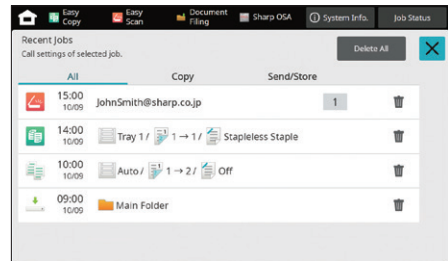 Easy Copy
Easy Scan
Document Filing
Sharp OSA
System Info.
Job Status
Recent Jobs
Call settings of selected job.
Delete All
All
Copy
Send/Store
15:00
10/09
JohnSmith@sharp.co.jp
1
14:00
10/09
Tray 1 / 1 → 1 / Stapleless Staple
10:00
10/09
Auto / 1 → 2 / Off
09:00
10/09
Main Folder